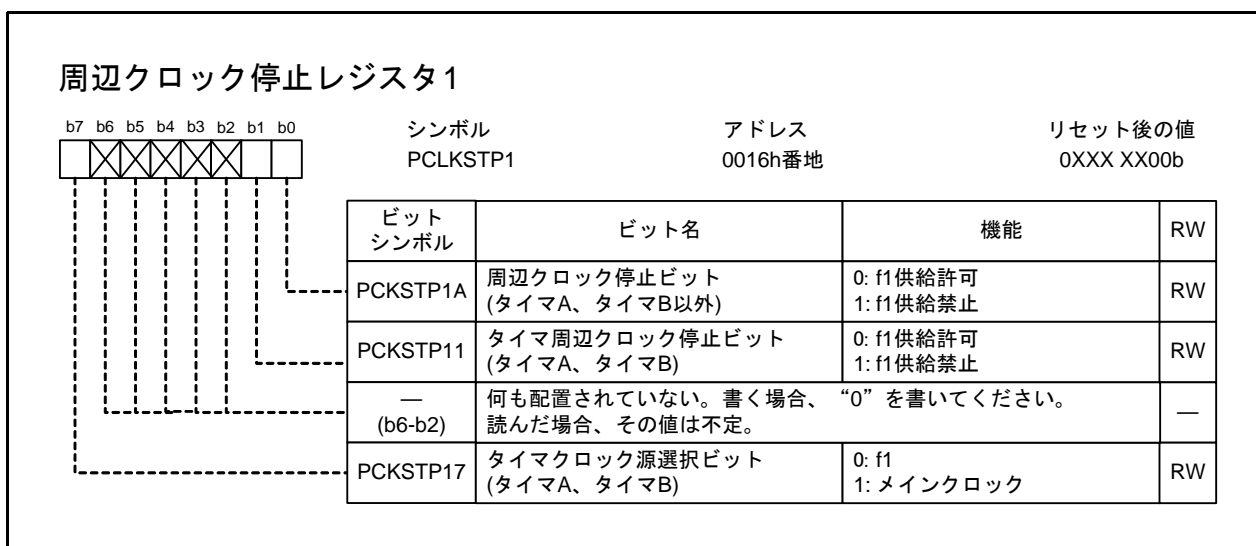 周辺クロック停止レジスタ1
b7 b6 b5 b4 b3 b2 b1 b0
シンボル アドレス リセット後の値
PCLKSTP1 0016h番地 0XXX XX00b
ビット
シンボル
ビット名 機能 RW
PCKSTP1A
周辺クロック停止ビット
(タイマA、タイマB以外)
0: f1供給許可
1: f1供給禁止
RW
PCKSTP11
タイマ周辺クロック停止ビット
(タイマA、タイマB)
0: f1供給許可
1: f1供給禁止
RW
—
(b6-b2)
何も配置されていない。書く場合、“0”を書いてください。
読んだ場合、その値は不定。
—
PCKSTP17
タイマクロック源選択ビット
(タイマA、タイマB)
0: f1
1: メインクロック
RW